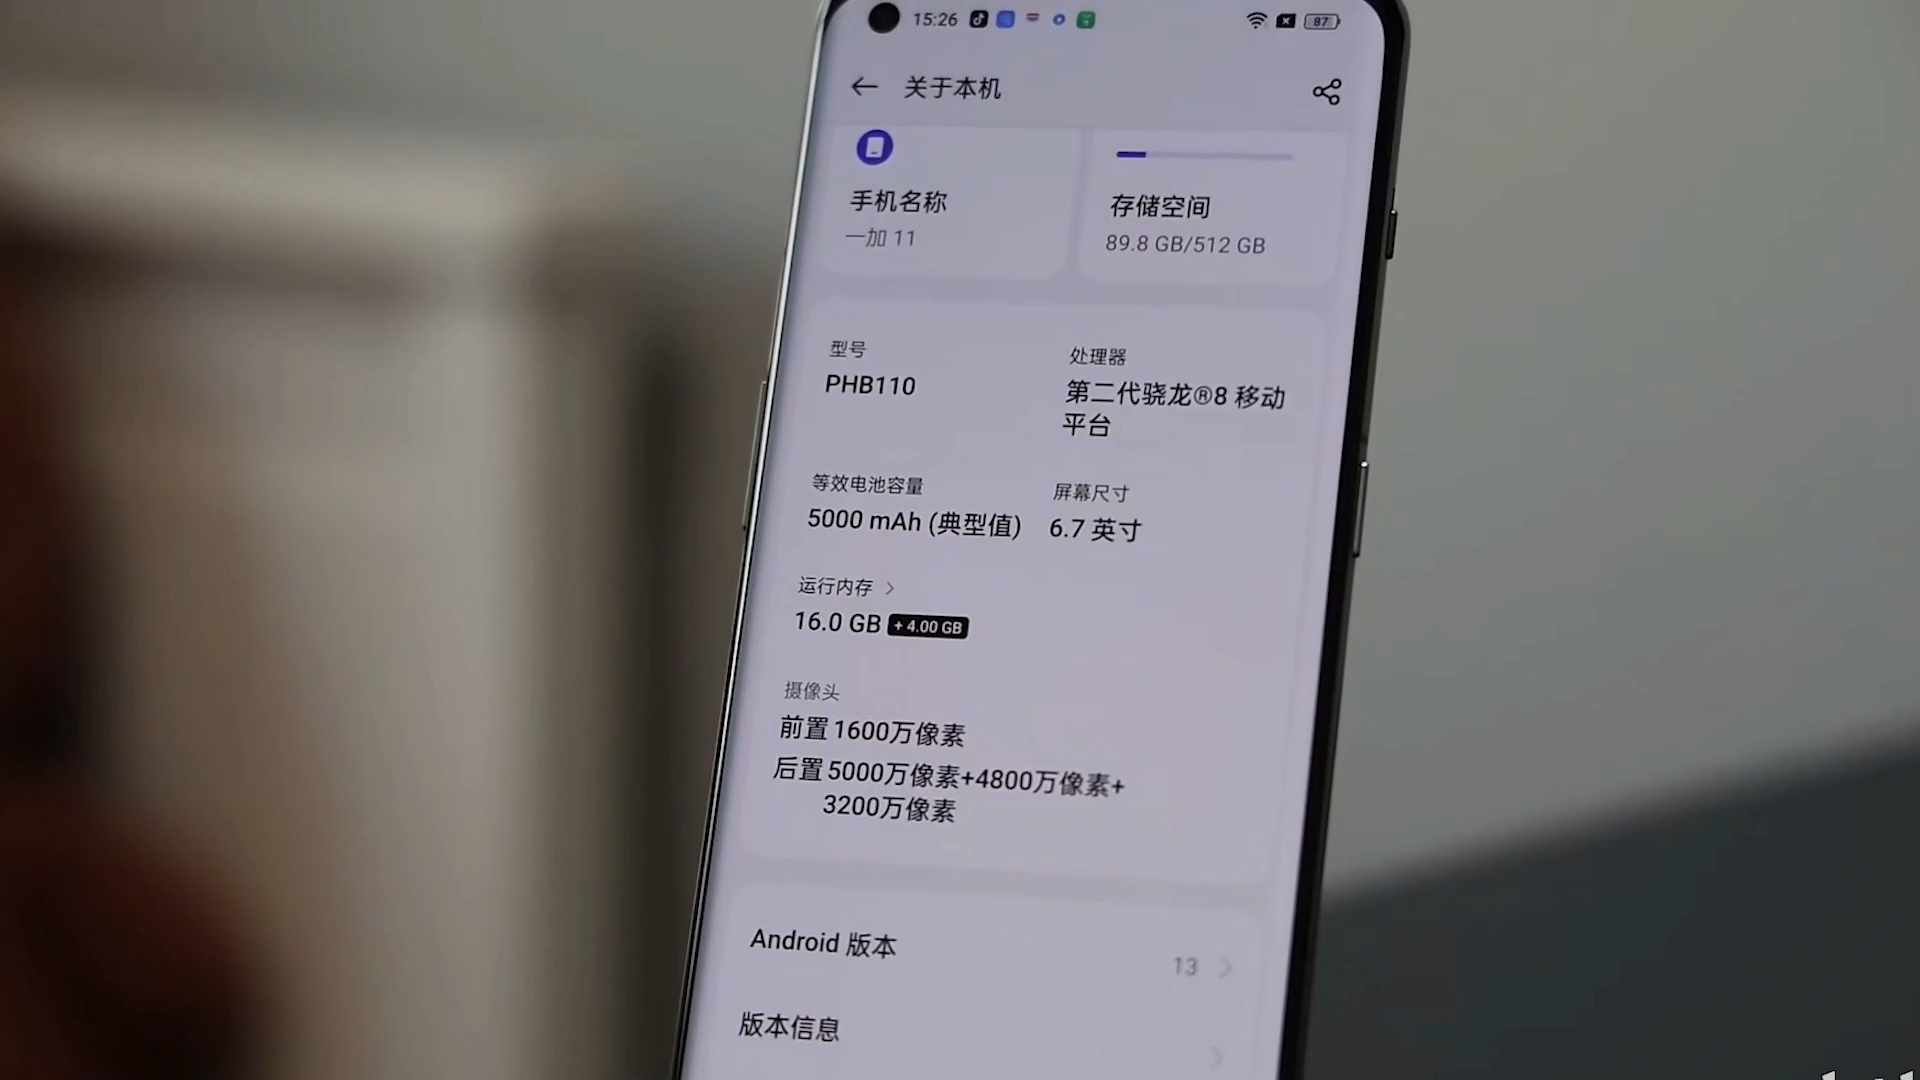 15:26
87
关于本机
手机名称
一加 11
存储空间
89.8 GB/512 GB
型号
PHB110
处理器
第二代骁龙®8 移动
平台
等效电池容量
5000 mAh (典型值)
屏幕尺寸
6.7 英寸
运行内存
16.0 GB + 4.00 GB
摄像头
前置 1600万像素
后置 5000万像素+4800万像素+
3200万像素
Android 版本
13
版本信息